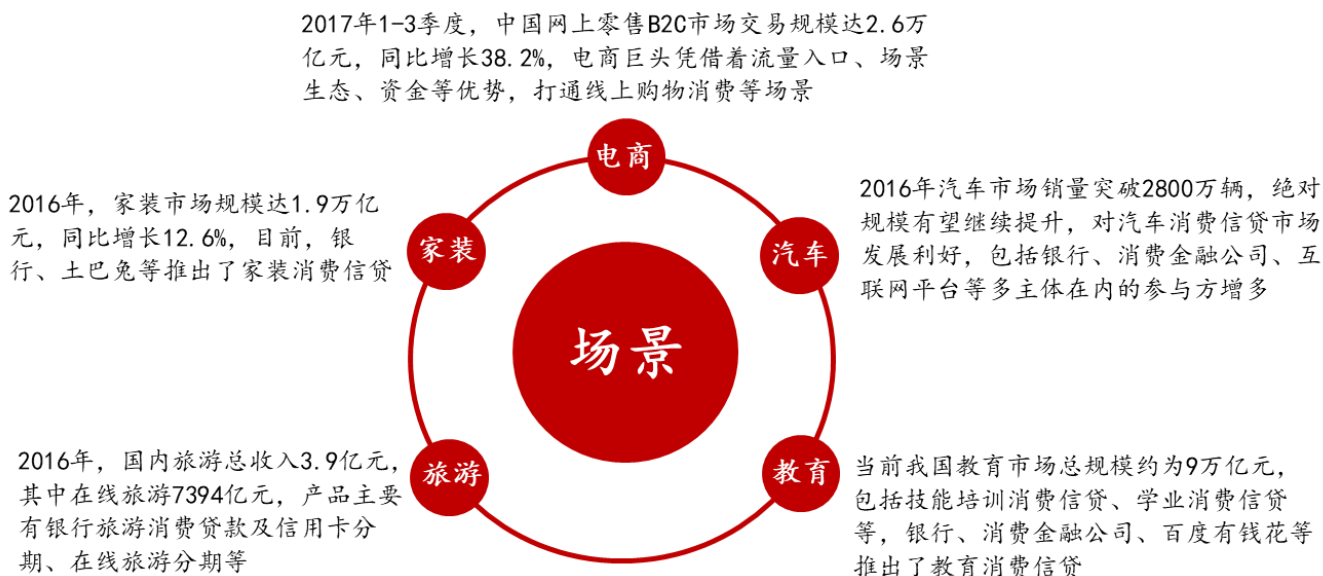 2017年1-3季度，中国网上零售B2C市场交易规模达2.6万
亿元，同比增长38.2%，电商巨头凭借着流量入口、场景
生态、资金等优势，打通线上购物消费等场景
电商
2016年，家装市场规模达1.9万亿
元，同比增长12.6%，目前，银
行、土巴兔等推出了家装消费信贷
家装
汽车
2016年汽车市场销量突破2800万辆，绝对
规模有望继续提升，对汽车消费信贷市场
发展利好，包括银行、消费金融公司、互
联网平台等多主体在内的参与方增多
场景
2016年，国内旅游总收入3.9亿元，
其中在线旅游7394亿元，产品主要
有银行旅游消费贷款及信用卡分
期、在线旅游分期等
旅游
教育
当前我国教育市场总规模约为9万亿元，
包括技能培训消费信贷、学业消费信贷
等，银行、消费金融公司、百度有钱花等
推出了教育消费信贷